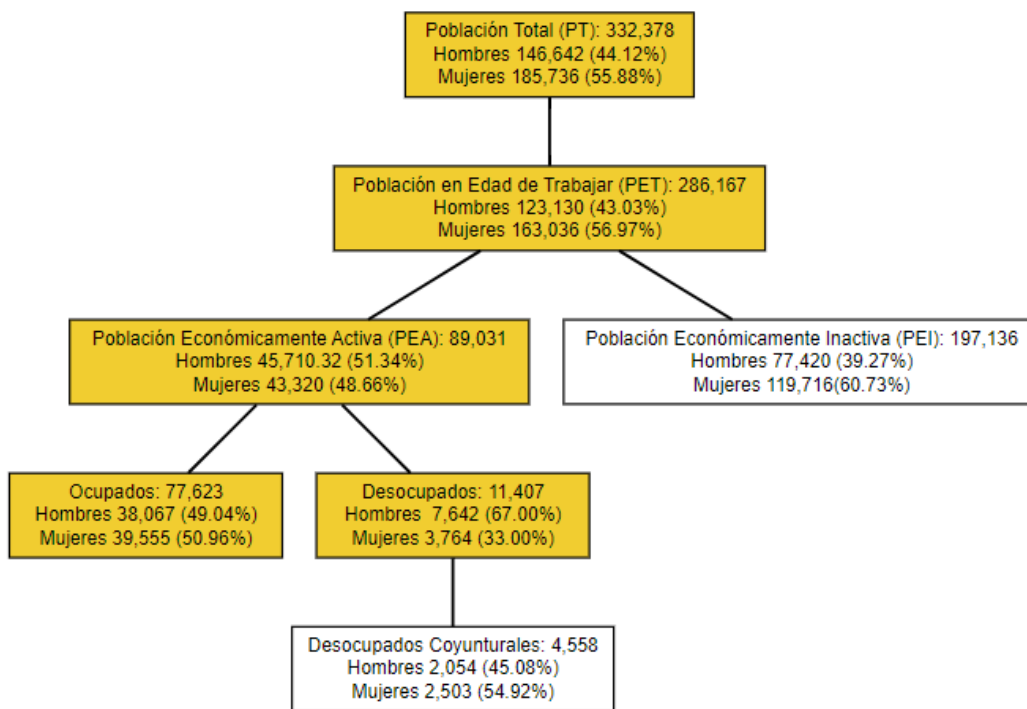 Población Total (PT): 332,378
Hombres 146,642 (44.12%)
Mujeres 185,736 (55.88%)
Población en Edad de Trabajar (PET): 286,167
Hombres 123,130 (43.03%)
Mujeres 163,036 (56.97%)
Población Económicamente Activa (PEA): 89,031
Hombres 45,710.32 (51.34%)
Mujeres 43,320 (48.66%)
Población Económicamente Inactiva (PEI): 197,136
Hombres 77,420 (39.27%)
Mujeres 119,716(60.73%)
Ocupados: 77,623
Hombres 38,067 (49.04%)
Mujeres 39,555 (50.96%)
Desocupados: 11,407
Hombres 7,642 (67.00%)
Mujeres 3,764 (33.00%)
Desocupados Coyunturales: 4,558
Hombres 2,054 (45.08%)
Mujeres 2,503 (54.92%)